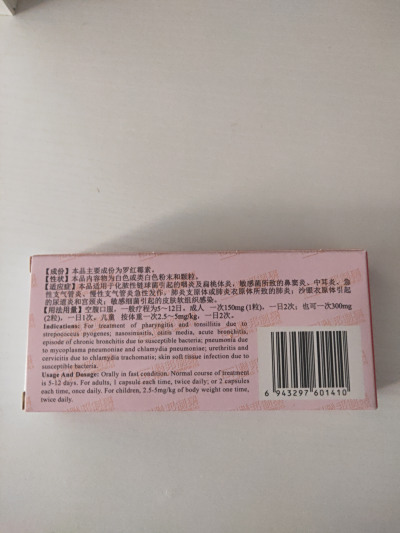 【成份】本品主要成份为罗红霉素。
【性状】本品内容物为白色或类白色粉末和颗粒。
【适应症】本品适用于化脓性链球菌引起的咽炎及扁桃体炎，敏感菌所致的鼻窦炎、中耳炎、急
性支气管炎、慢性支气管炎急性发作，肺炎支原体或肺炎衣原体所致的肺炎；沙眼衣原体引起
的尿道炎和宫颈炎；敏感细菌引起的皮肤软组织感染。
【用法用量】空腹口服，一般疗程为5～12日。成人 一次150mg (1粒)，一日2次；也可一次300mg
(2粒)，一日1次。儿童 按体重一次2.5～5mg/kg，一日2次。
Indications: For treatment of pharyngitis and tonsillitis due to
streptococcus pyogenes; nasosinusitis, otitis media, acute bronchitis,
episode of chronic bronchitis due to susceptible bacteria; pneumonia due
to mycoplasma pneumoniae and chlamydia pneumoniae; urethritis and
cervicitis due to chlamydia trachomatis; skin soft tissue infection due to
susceptible bacteria.
Usage And Dosage: Orally in fast condition. Normal course of treatment
is 5-12 days. For adults, 1 capsule each time, twice daily; or 2 capsules
each time, once daily. For children, 2.5-5mg/kg of body weight one time,
twice daily.
6 943297 601410